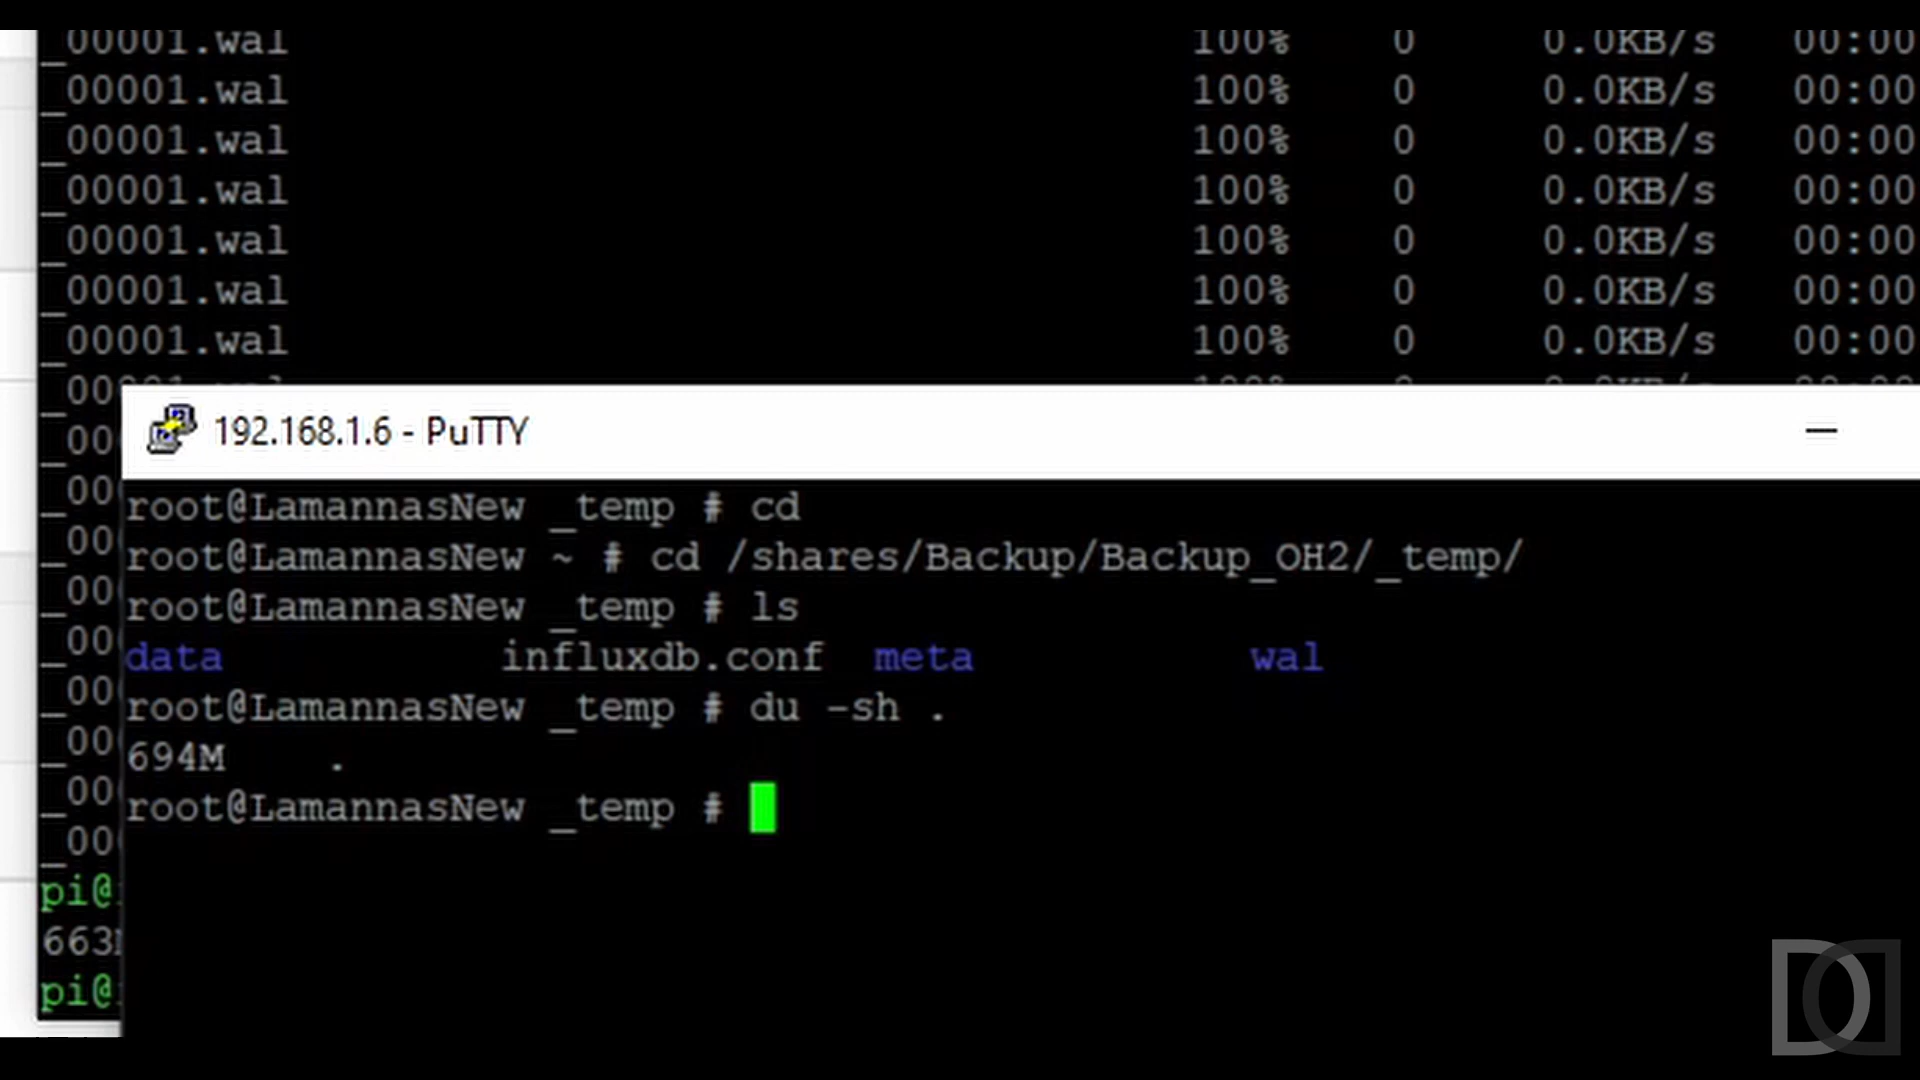 _00001.wal 100% 0 0.0KB/s 00:00
_00001.wal 100% 0 0.0KB/s 00:00
_00001.wal 100% 0 0.0KB/s 00:00
_00001.wal 100% 0 0.0KB/s 00:00
_00001.wal 100% 0 0.0KB/s 00:00
_00001.wal 100% 0 0.0KB/s 00:00
_00001.wal 100% 0 0.0KB/s 00:00
192.168.1.6 - PuTTY
root@LamannasNew _temp # cd
root@LamannasNew ~ # cd /shares/Backup/Backup_OH2/_temp/
root@LamannasNew _temp # ls
data influxdb.conf meta wal
root@LamannasNew _temp # du -sh .
694M .
root@LamannasNew _temp #
pi@
663
pi@